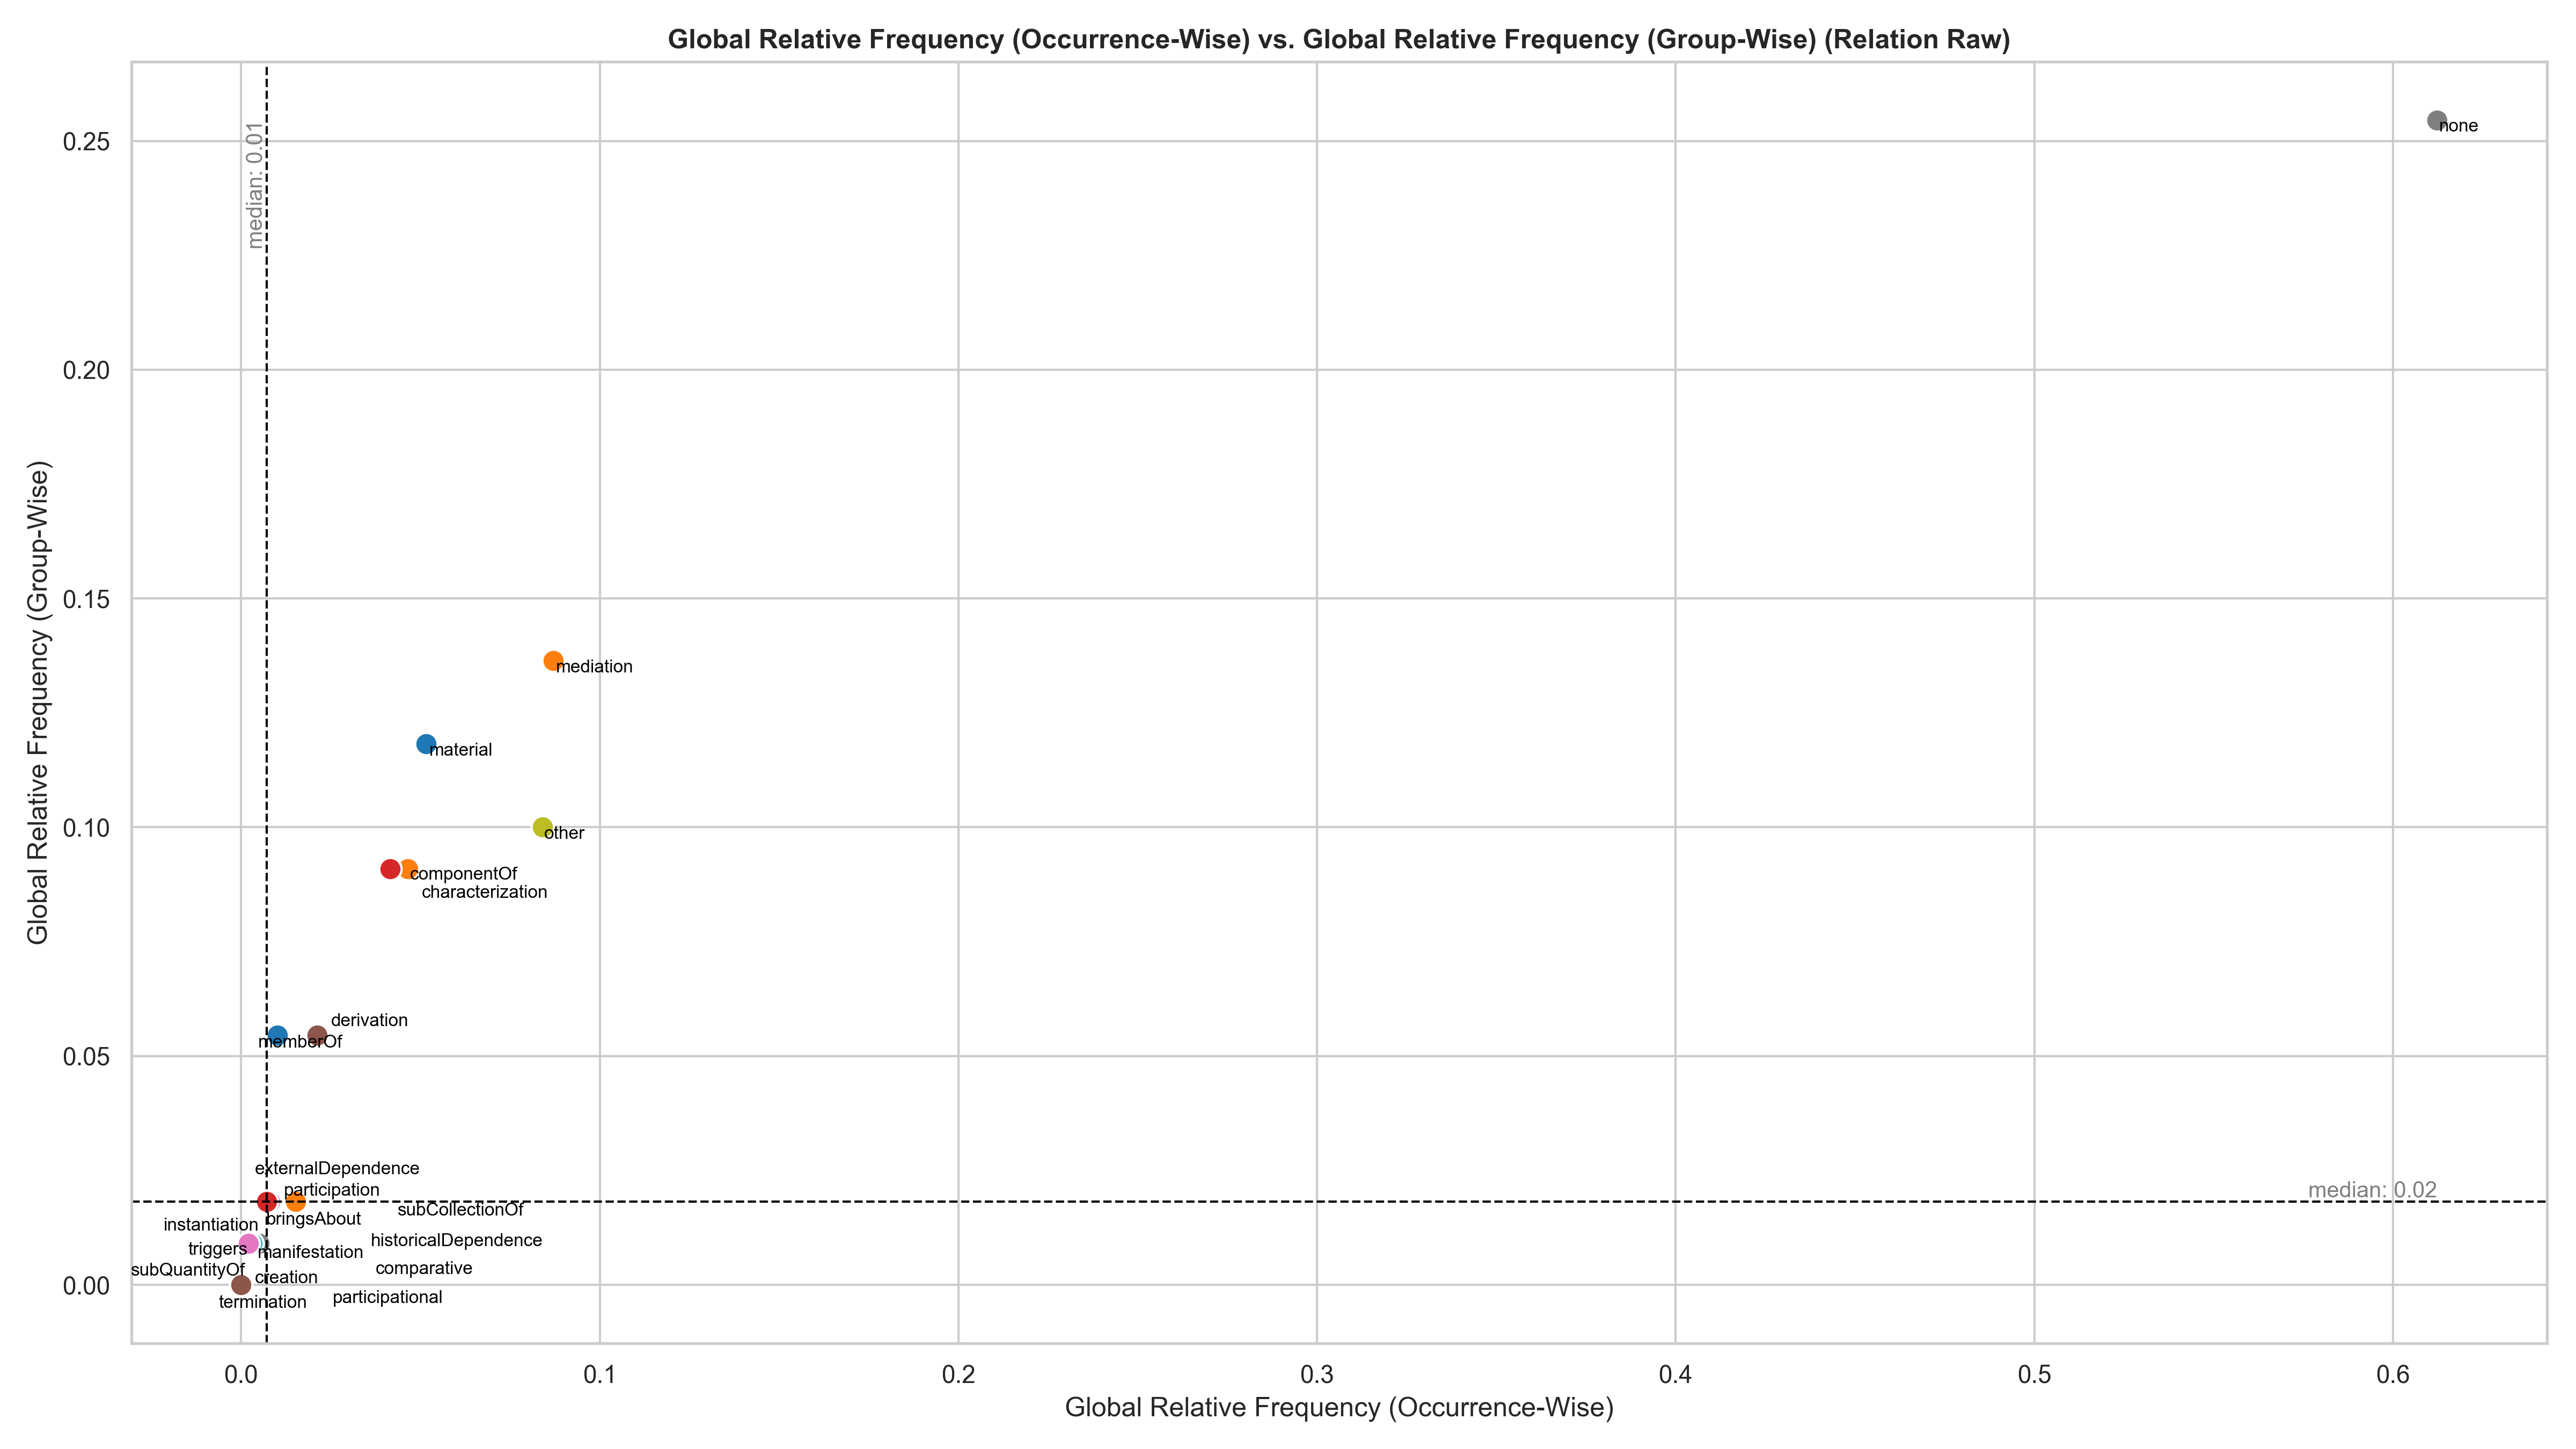 Global Relative Frequency (Occurrence-Wise) vs. Global Relative Frequency (Group-Wise) (Relation Raw)
Global Relative Frequency (Group-Wise)
0.25
0.20
0.15
0.10
0.05
0.00
median: 0.01
none
mediation
material
other
componentOf
characterization
derivation
memberOf
externalDependence
participation
median: 0.02
subCollectionOf
bringsAbout
instantiation
historicalDependence
triggers
manifestation
comparative
subQuantityOf
creation
participational
termination
0.0
0.1
0.2
0.3
0.4
0.5
0.6
Global Relative Frequency (Occurrence-Wise)